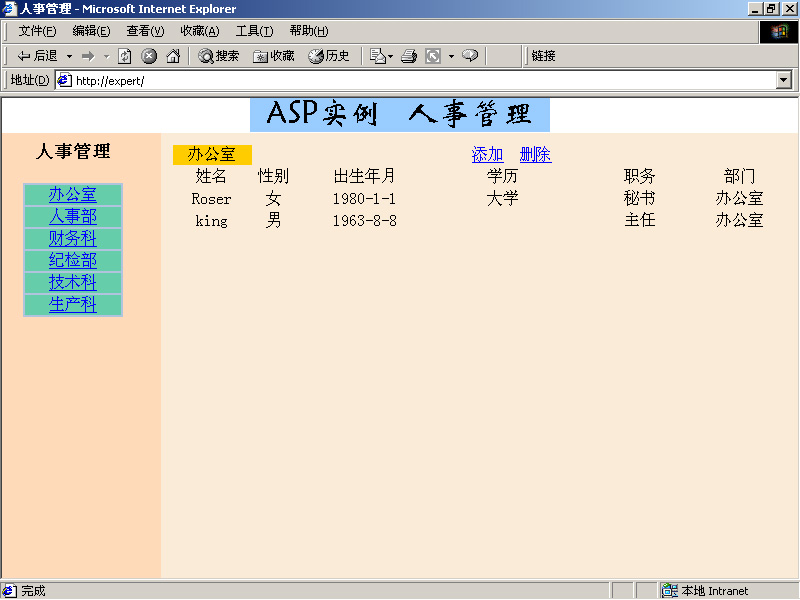 人事管理 - Microsoft Internet Explorer
文件(F) 编辑(E) 查看(V) 收藏(A) 工具(T) 帮助(H)
后退 搜索 收藏 历史 链接
地址(D) http://expert/
ASP实例 人事管理
人事管理
办公室
人事部
财务科
纪检部
技术科
生产科
办公室 添加 删除
姓名 性别 出生年月 学历 职务 部门
Roser 女 1980-1-1 大学 秘书 办公室
king 男 1963-8-8 主任 办公室
完成 本地 Intranet